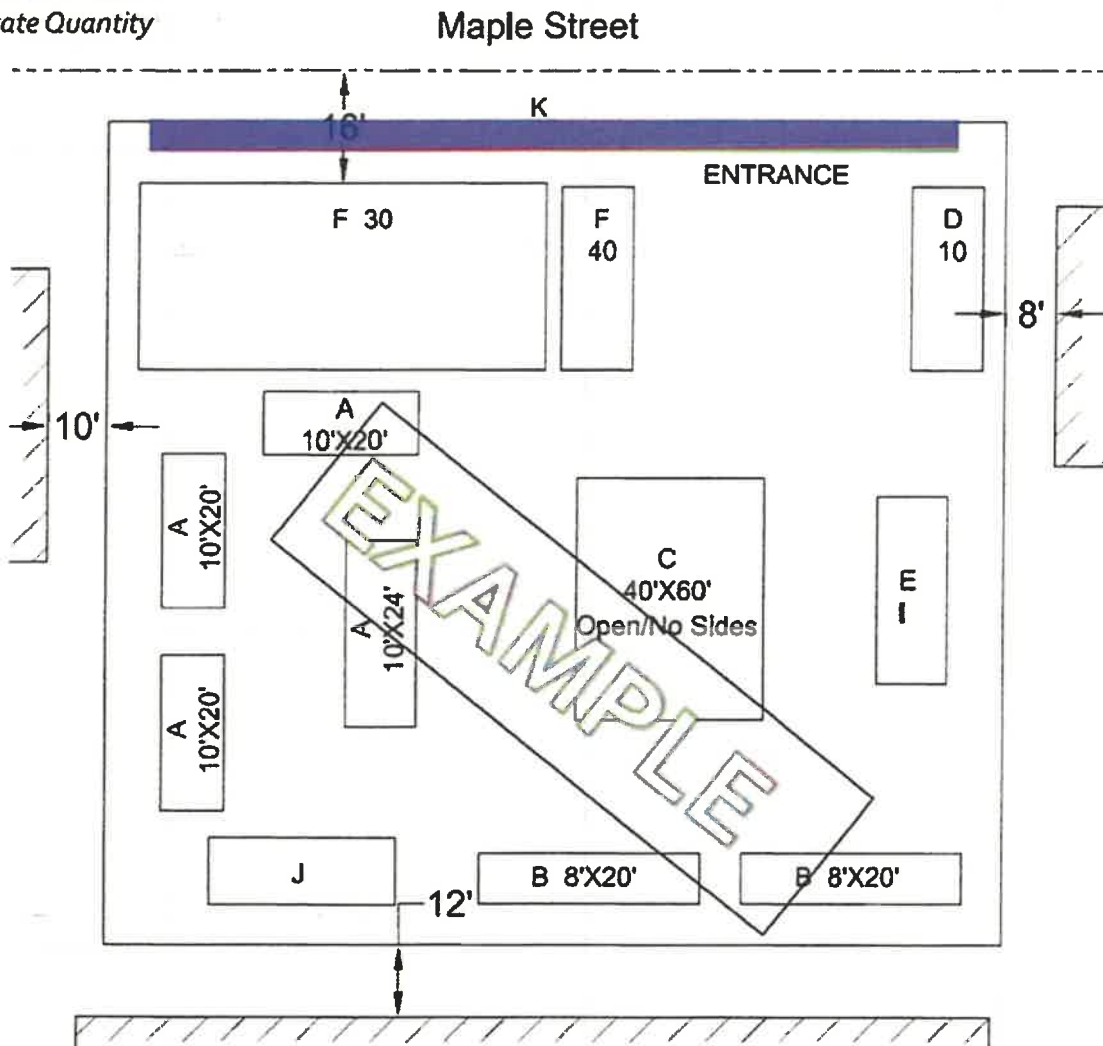 ate Quantity
Maple Street
K
16'
ENTRANCE
F 30
F
40
D
10
8'
10'
A
10'X20'
A
10'X20'
EXAMPLE
C
40'X60'
Open/No Sides
E
I
A
10'X24'
A
10'X20'
J
B 8'X20'
B 8'X20'
12'